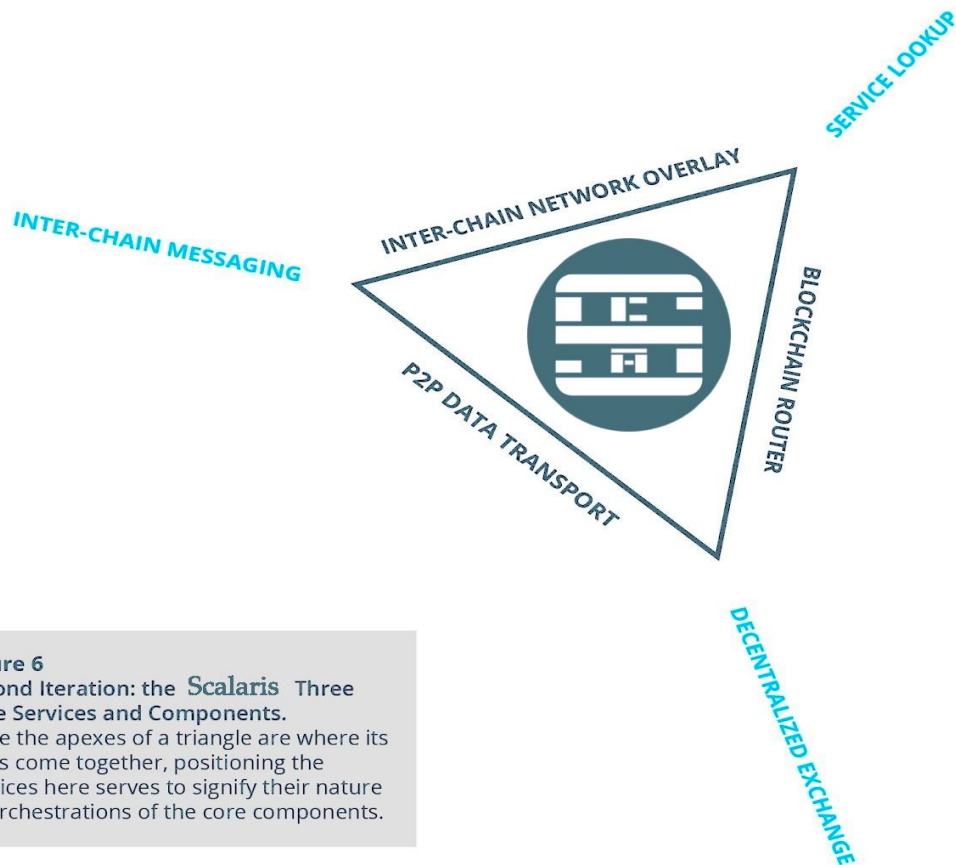 SERVICE LOOKUP
INTER-CHAIN NETWORK OVERLAY
INTER-CHAIN MESSAGING
BLOCKCHAIN ROUTER
P2P DATA TRANSPORT
DECENTRALIZED EXCHANGE
ure 6
ond Iteration: the Scalaris Three
e Services and Components.
e the apexes of a triangle are where its
s come together, positioning the
ices here serves to signify their nature
rchestrations of the core components.